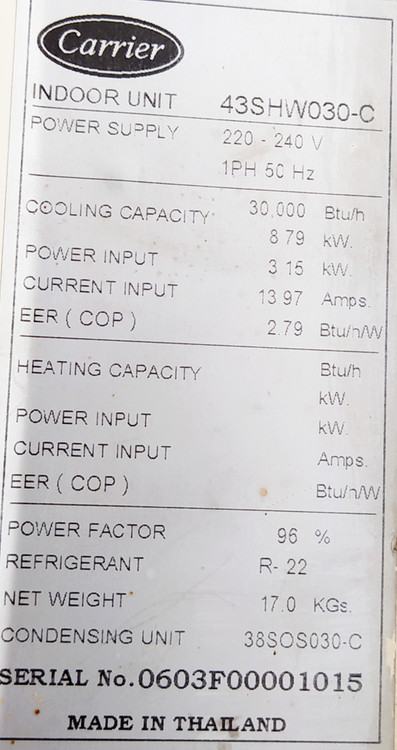 Carrier
INDOOR UNIT 43SHW030-C
POWER SUPPLY 220 - 240 V
1PH 50 Hz
COOLING CAPACITY 30,000 Btu/h
8.79 kW.
POWER INPUT 3.15 kW.
CURRENT INPUT 13.97 Amps.
EER ( COP ) 2.79 Btu/h/W
HEATING CAPACITY Btu/h
kW.
POWER INPUT kW.
CURRENT INPUT Amps.
EER ( COP ) Btu/h/W
POWER FACTOR 96 %
REFRIGERANT R- 22
NET WEIGHT 17.0 KGs.
CONDENSING UNIT 38SOS030-C
SERIAL No.0603F00001015
MADE IN THAILAND